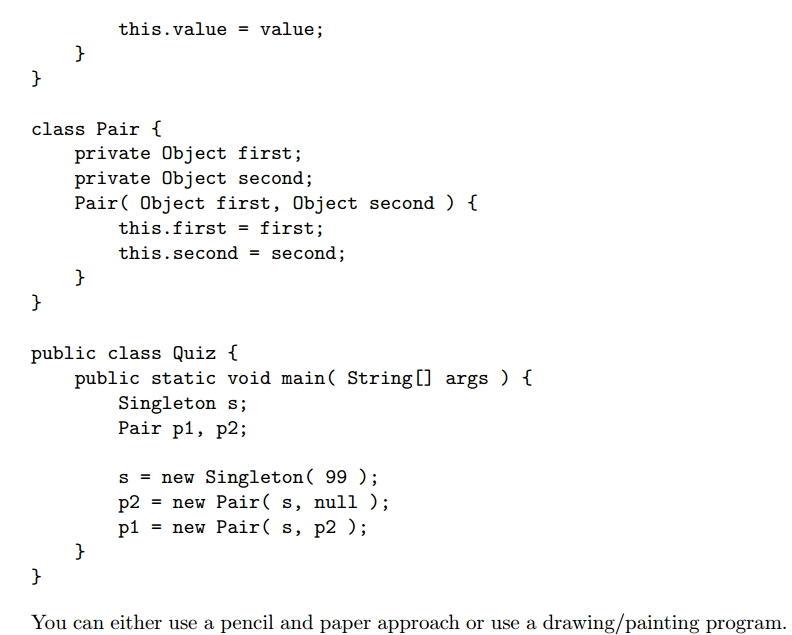 this.value = value;
}
}
class Pair {
private Object first;
private Object second;
Pair( Object first, Object second ) {
this.first = first;
this.second = second;
}
}
public class Quiz {
public static void main( String[] args ) {
Singleton s;
Pair p1, p2;
s = new Singleton( 99 );
p2 = new Pair( s, null );
p1 = new Pair( s, p2 );
}
}
You can either use a pencil and paper approach or use a drawing/painting program.